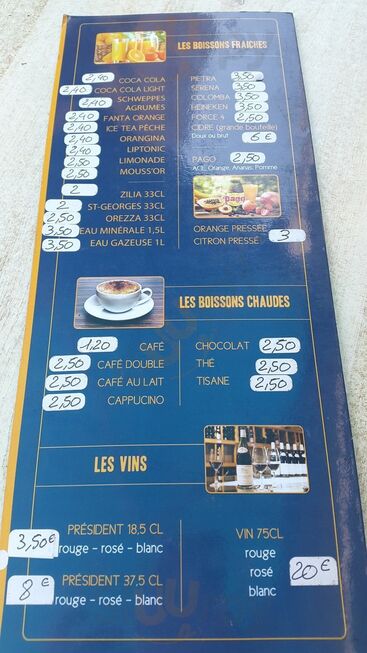 LES BOISSONS FRAICHES
2,40 COCA COLA
2,40 COCA COLA LIGHT
2,40 SCHWEPPES
AGRUMES
2,40 FANTA ORANGE
2,40 ICE TEA PÊCHE
2,40 ORANGINA
2,40 LIPTONIC
2,50 LIMONADE
2,50 MOUSS'OR
2
ZILIA 33CL
2 ST-GEORGES 33CL
2,50 OREZZA 33CL
3,50 EAU MINÉRALE 1,5L
3,50 EAU GAZEUSE 1L
PIETRA 3,50
SERENA 3,50
COLOMBA 3,50
HEINEKEN 3,50
FORCE 4 2,50
CIDRE (grande bouteille)
Doux ou brut 6 €
PAGO 2,50
ACE, Orange, Ananas, Pomme
pago
ORANGE PRESSÉE
CITRON PRESSÉ 3
LES BOISSONS CHAUDES
1,20 CAFÉ
2,50 CAFÉ DOUBLE
2,50 CAFÉ AU LAIT
2,50 CAPPUCINO
CHOCOLAT 2,50
THÉ 2,50
TISANE 2,50
LES VINS
PRÉSIDENT 18,5 CL
3,50€ rouge - rosé - blanc
PRÉSIDENT 37,5 CL
8 € rouge - rosé - blanc
VIN 75CL
rouge
rosé 20 €
blanc